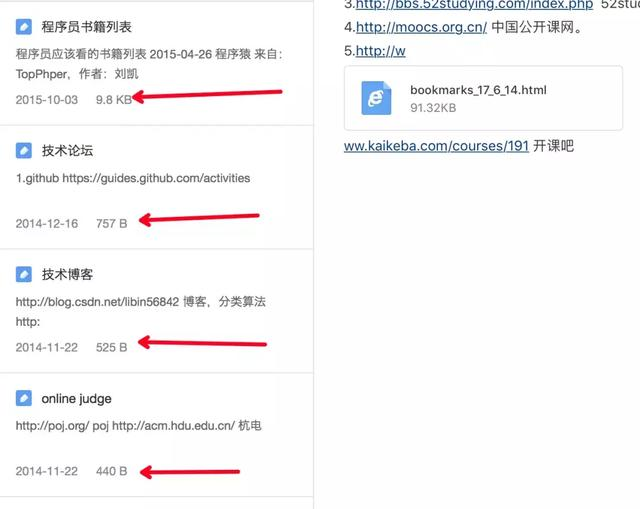 程序员书籍列表
程序员应该看的书籍列表 2015-04-26 程序猿 来自：
TopPhper，作者：刘凯
2015-10-03 9.8 KB
技术论坛
1.github https://guides.github.com/activities
2014-12-16 757 B
技术博客
http://blog.csdn.net/libin56842 博客，分类算法
http:
2014-11-22 525 B
online judge
http://poj.org/ poj http://acm.hdu.edu.cn/ 杭电
2014-11-22 440 B
3.http://bbs.52studying.com/index.php 52stu
4.http://moocs.org.cn/ 中国公开课网。
5.http://w
bookmarks_17_6_14.html
91.32KB
ww.kaikeba.com/courses/191 开课吧